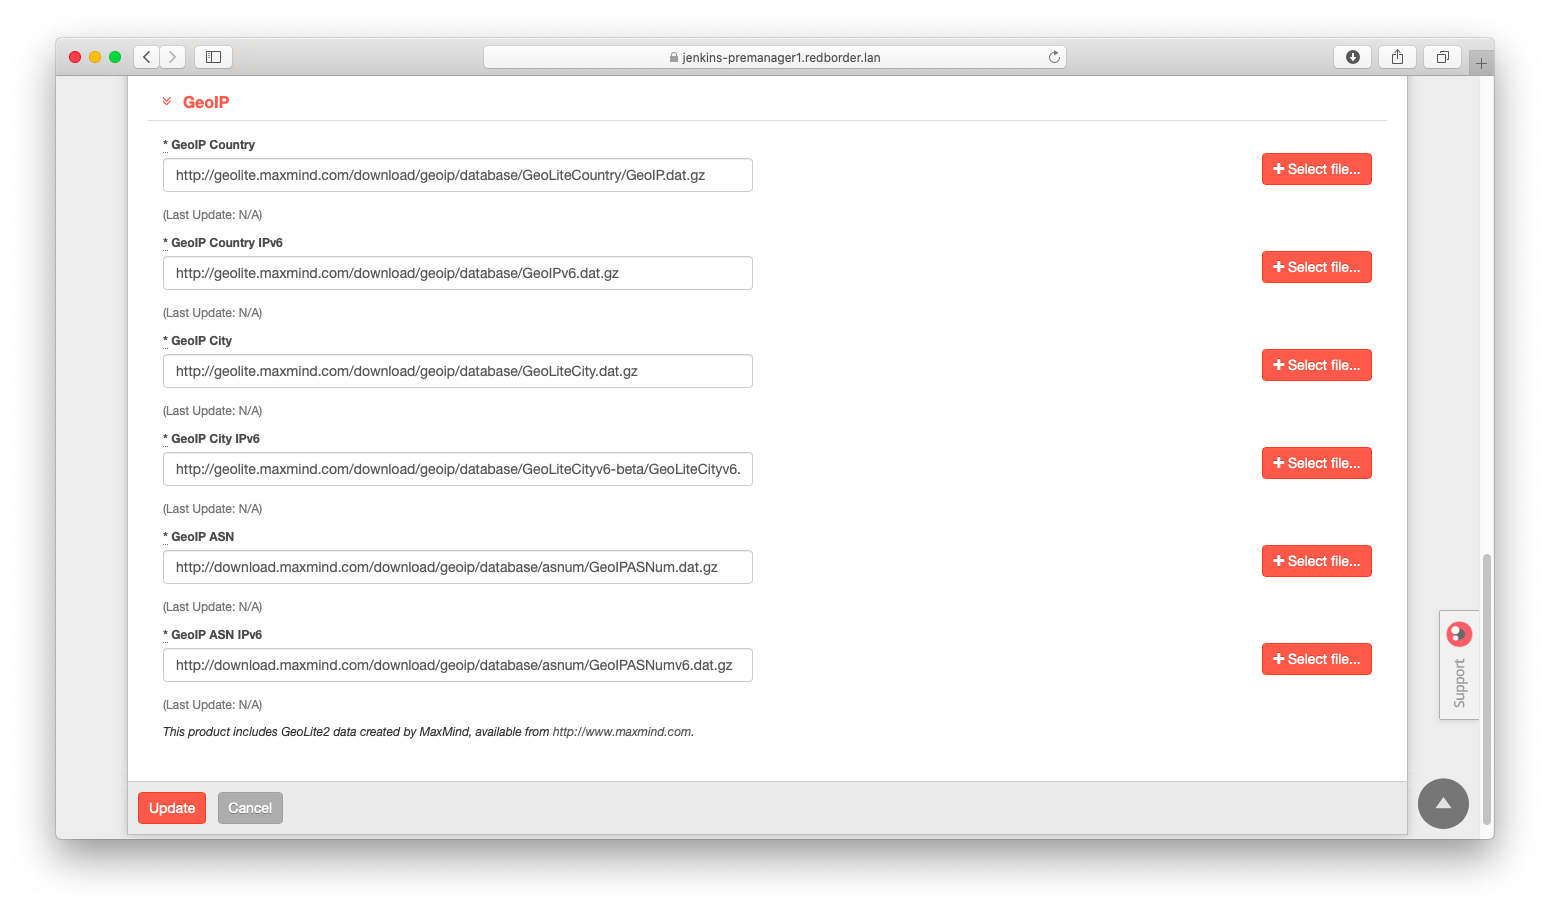 jenkins-premanager1.redborder.lan
GeoIP
* GeoIP Country
http://geolite.maxmind.com/download/geoip/database/GeoLiteCountry/GeoIP.dat.gz
Select file...
(Last Update: N/A)
* GeoIP Country IPv6
http://geolite.maxmind.com/download/geoip/database/GeoIPv6.dat.gz
Select file...
(Last Update: N/A)
* GeoIP City
http://geolite.maxmind.com/download/geoip/database/GeoLiteCity.dat.gz
Select file...
(Last Update: N/A)
* GeoIP City IPv6
http://geolite.maxmind.com/download/geoip/database/GeoLiteCityv6-beta/GeoLiteCityv6.
Select file...
(Last Update: N/A)
* GeoIP ASN
http://download.maxmind.com/download/geoip/database/asnum/GeoIPASNum.dat.gz
Select file...
(Last Update: N/A)
* GeoIP ASN IPv6
http://download.maxmind.com/download/geoip/database/asnum/GeoIPASNumv6.dat.gz
Select file...
(Last Update: N/A)
This product includes GeoLite2 data created by MaxMind, available from http://www.maxmind.com.
Support
Update
Cancel